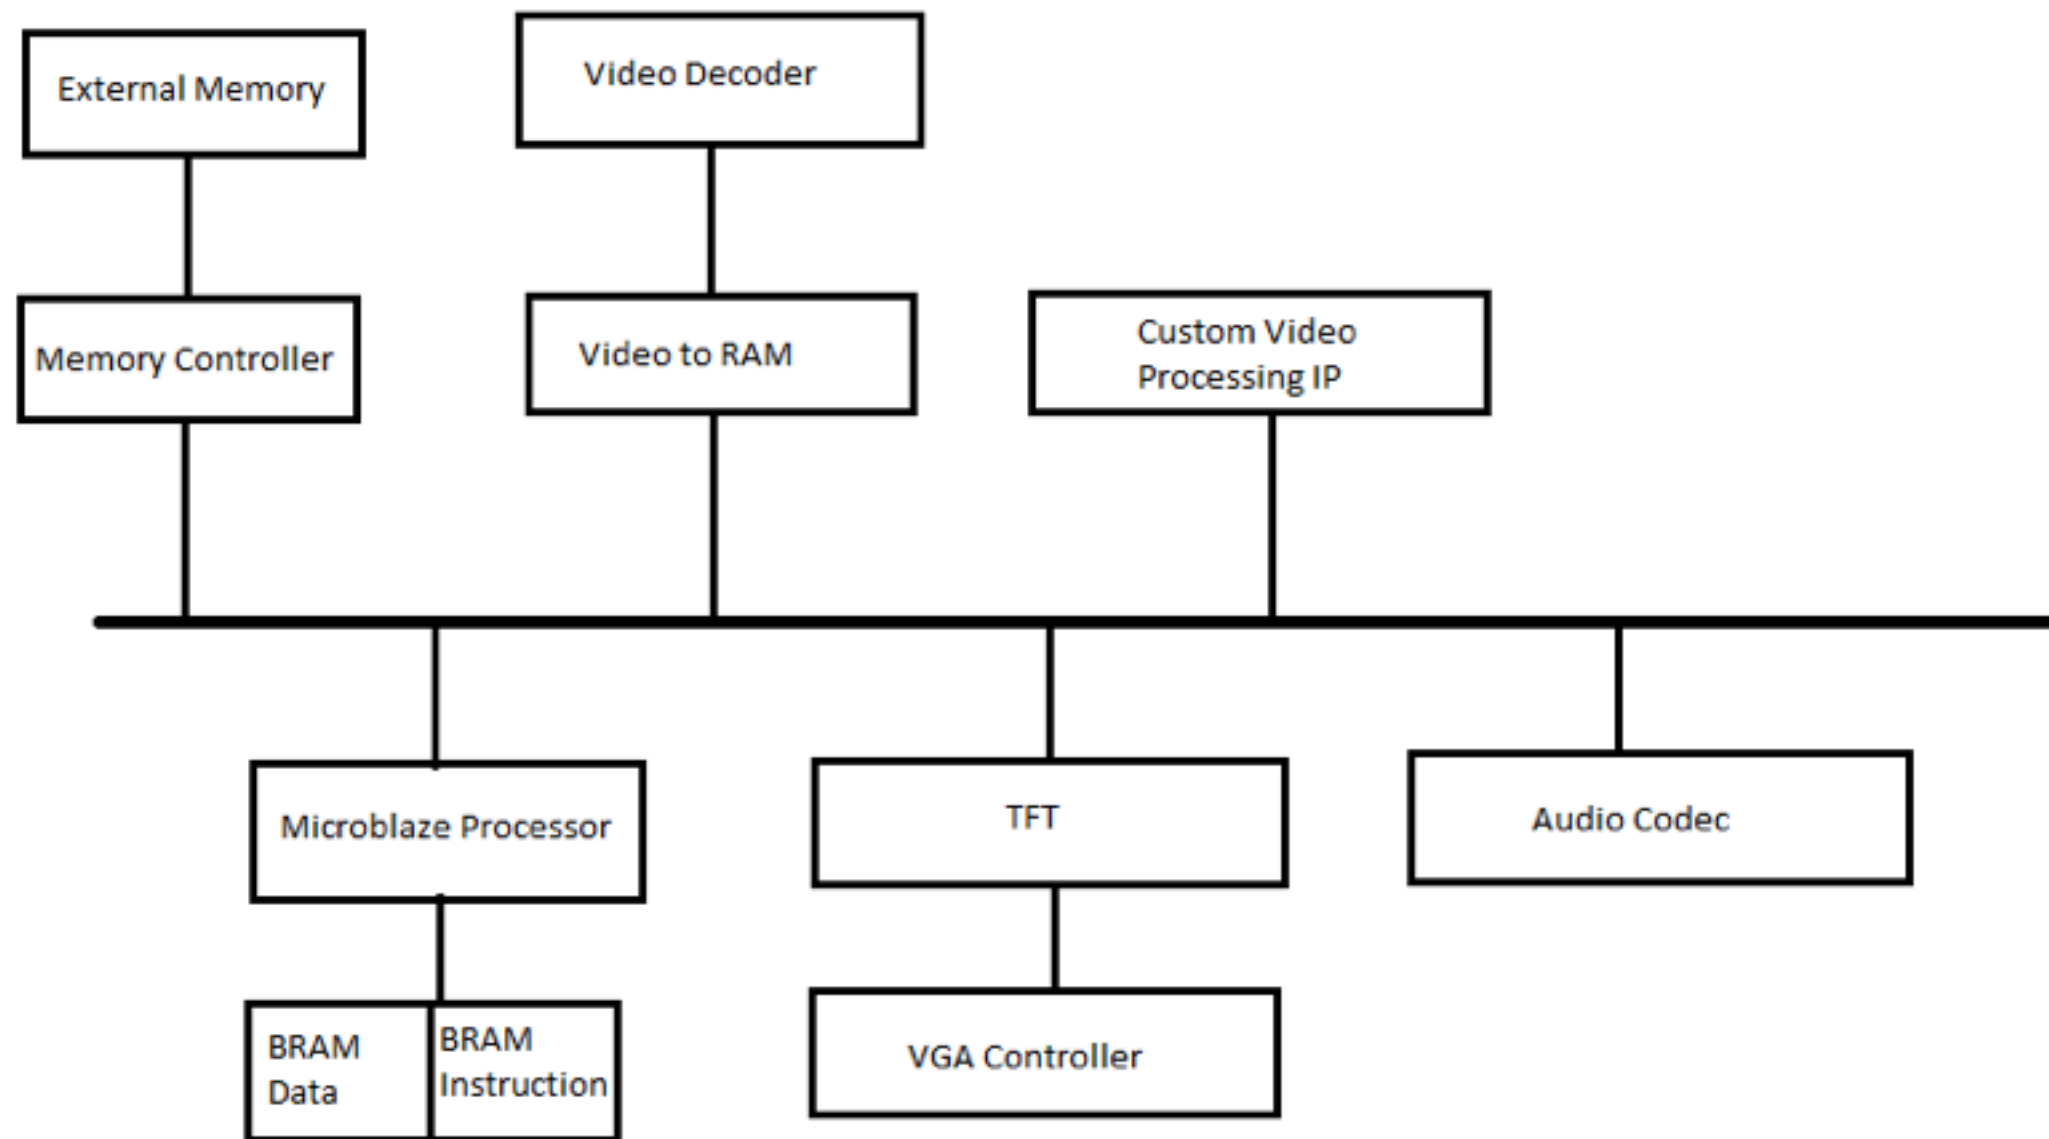 External Memory
Video Decoder
Memory Controller
Video to RAM
Custom Video
Processing IP
Microblaze Processor
TFT
Audio Codec
BRAM
Data
BRAM
Instruction
VGA Controller